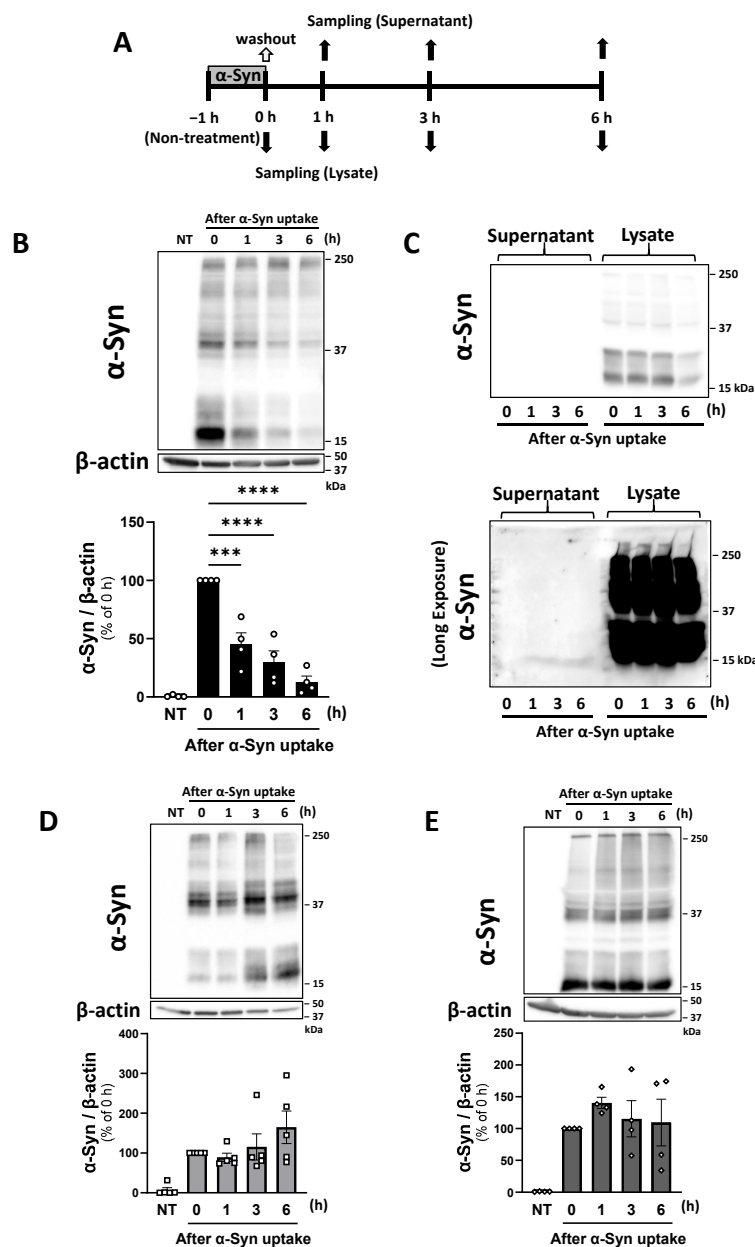 A
Sampling (Supernatant)
washout
α-Syn
−1 h 0 h 1 h 3 h 6 h
(Non-treatment)
Sampling (Lysate)
B
After α-Syn uptake
NT 0 1 3 6 (h)
α-Syn
250
37
15
β-actin
50
37
kDa
****
****
***
α-Syn / β-actin
(% of 0 h)
150
100
50
0
NT 0 1 3 6 (h)
After α-Syn uptake
C
Supernatant Lysate
α-Syn
250
37
15 kDa
0 1 3 6 0 1 3 6 (h)
After α-Syn uptake
Supernatant Lysate
(Long Exposure)
α-Syn
250
37
15 kDa
0 1 3 6 0 1 3 6 (h)
After α-Syn uptake
D
After α-Syn uptake
NT 0 1 3 6 (h)
α-Syn
250
37
15
β-actin
50
37
kDa
α-Syn / β-actin
(% of 0 h)
400
300
200
100
0
NT 0 1 3 6 (h)
After α-Syn uptake
E
After α-Syn uptake
NT 0 1 3 6 (h)
α-Syn
250
37
15
β-actin
50
37
kDa
α-Syn / β-actin
(% of 0 h)
250
200
150
100
50
0
NT 0 1 3 6 (h)
After α-Syn uptake